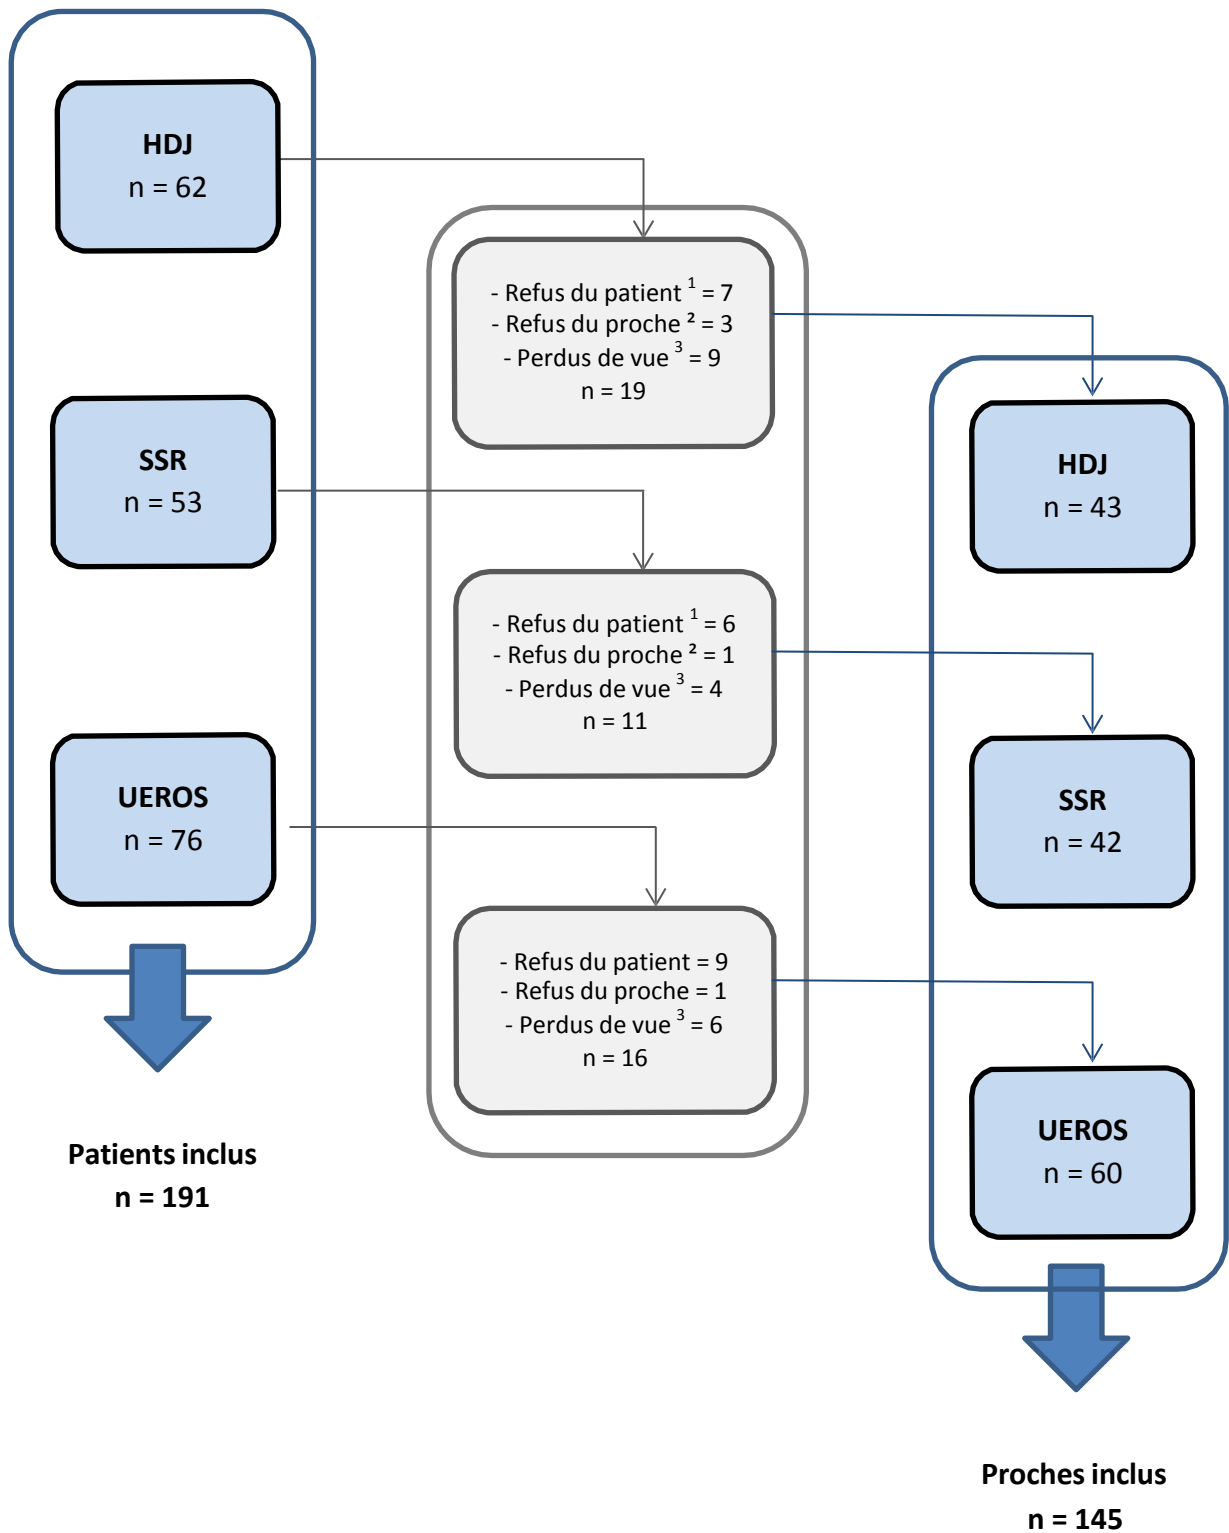 HDJ
n = 62
SSR
n = 53
UEROS
n = 76
Patients inclus
n = 191
- Refus du patient ¹ = 7
- Refus du proche ² = 3
- Perdus de vue ³ = 9
n = 19
- Refus du patient ¹ = 6
- Refus du proche ² = 1
- Perdus de vue ³ = 4
n = 11
- Refus du patient = 9
- Refus du proche = 1
- Perdus de vue ³ = 6
n = 16
HDJ
n = 43
SSR
n = 42
UEROS
n = 60
Proches inclus
n = 145